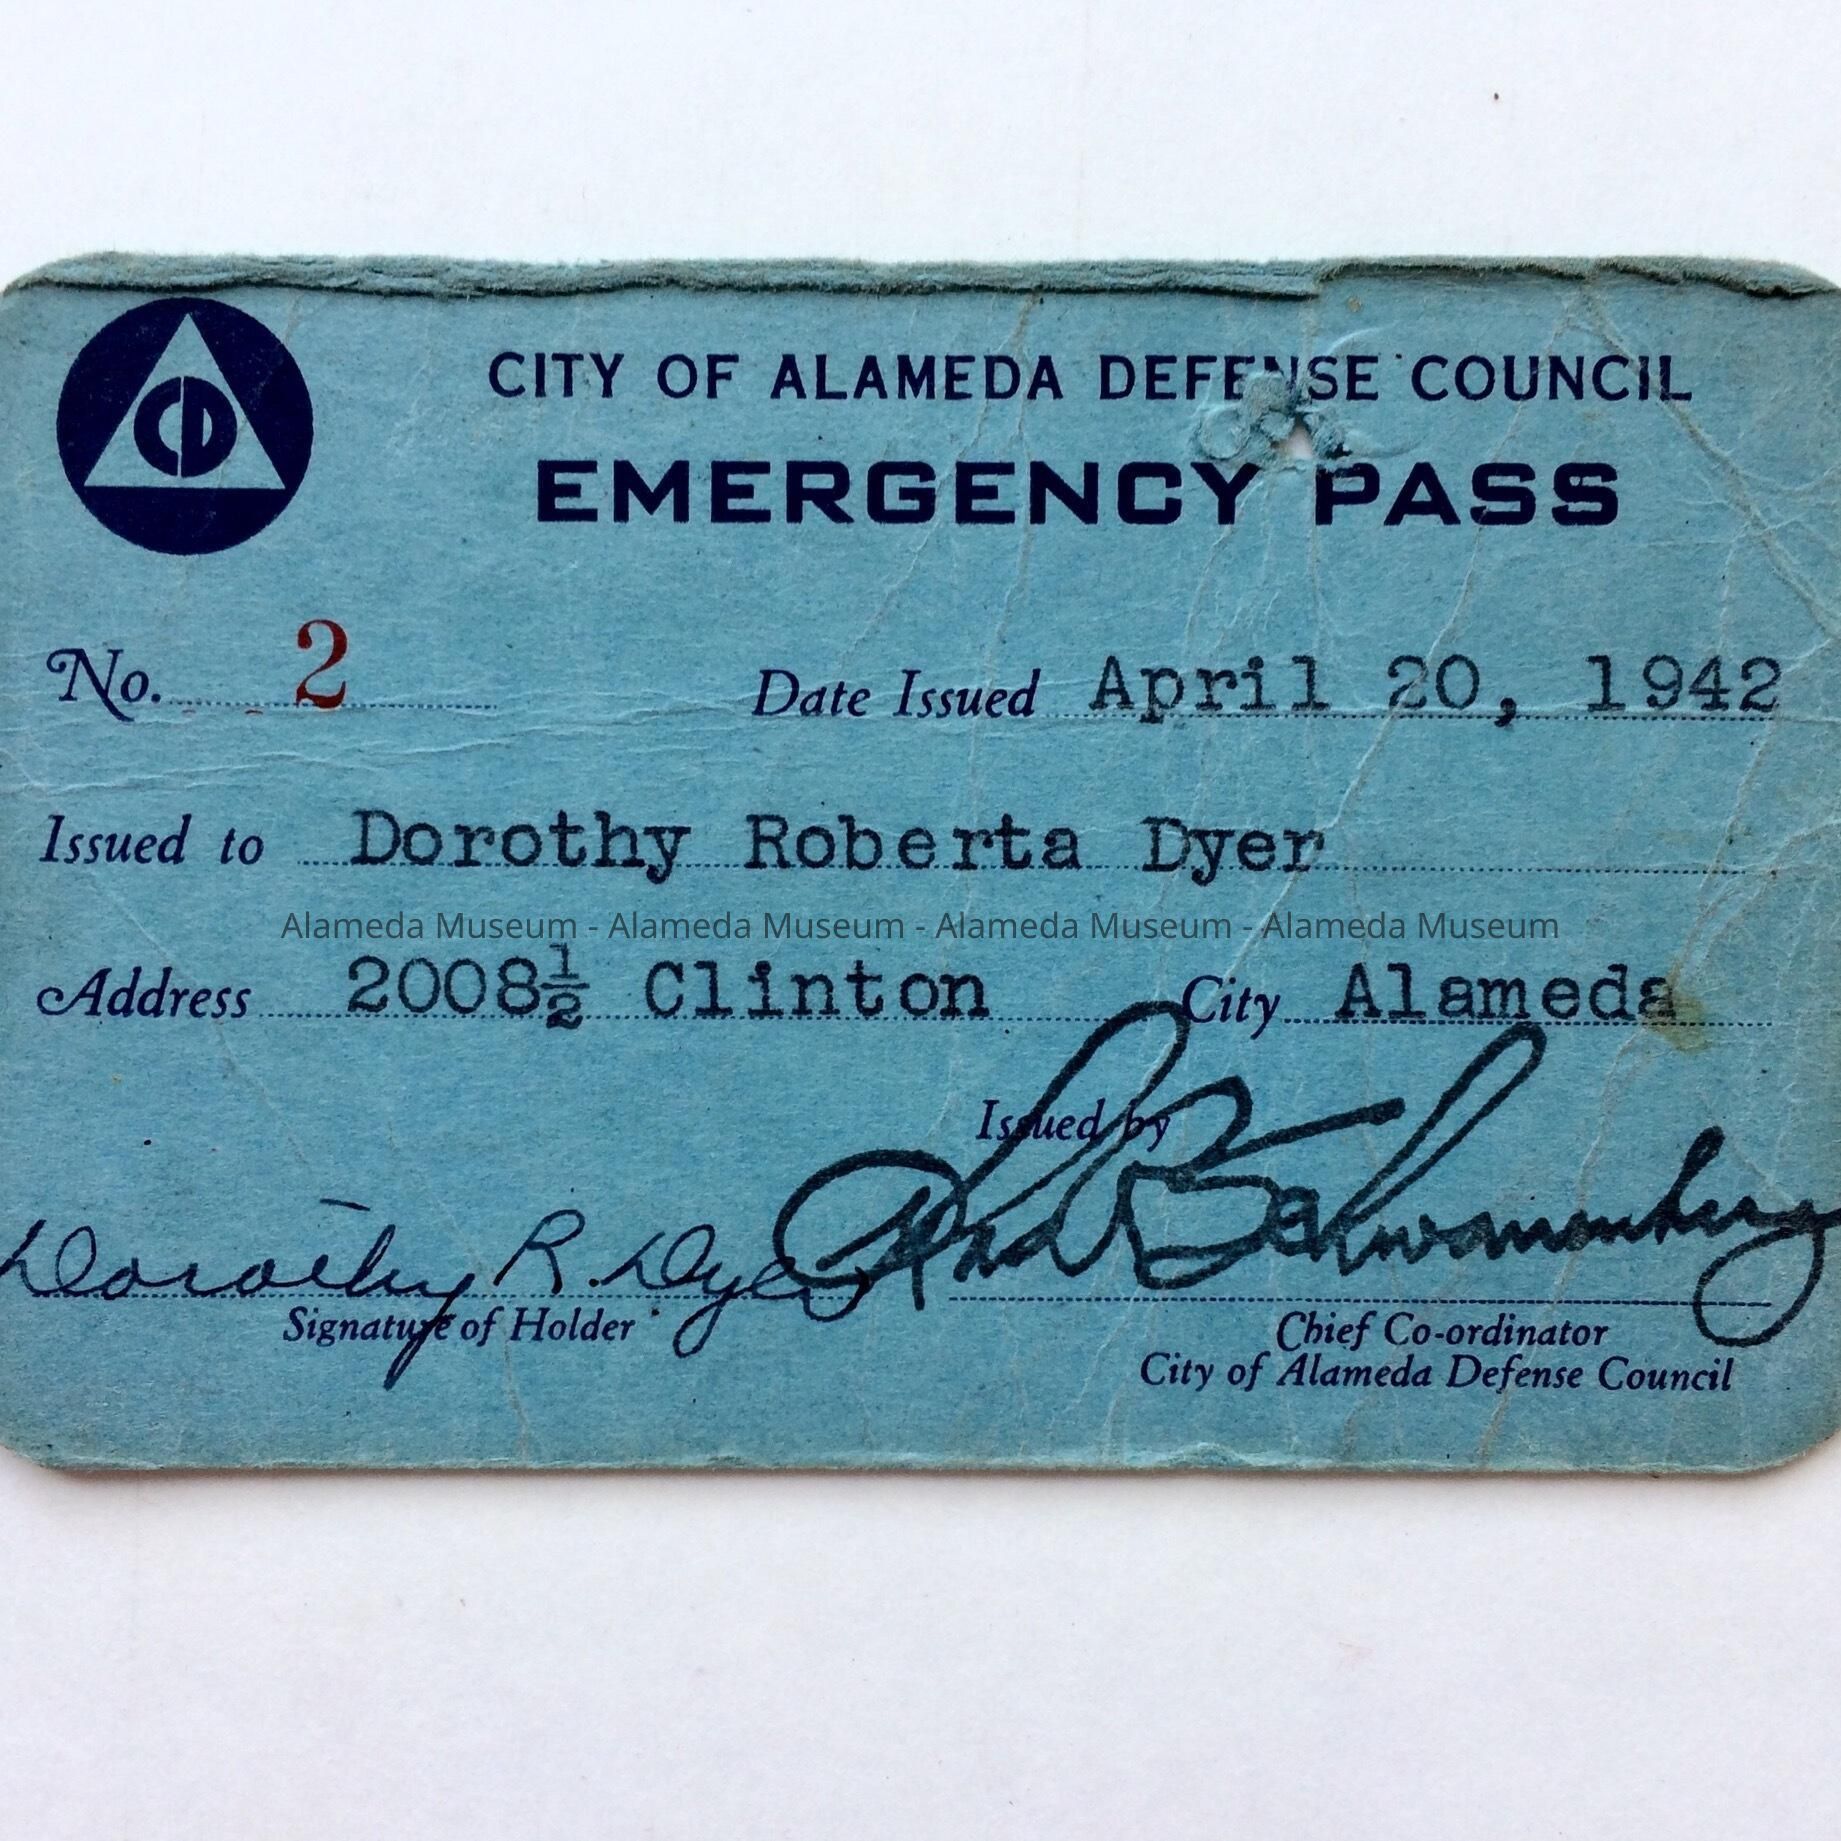 CD
CITY OF ALAMEDA DEFENSE COUNCIL
EMERGENCY PASS
No. 2 Date Issued April 20, 1942
Issued to Dorothy Roberta Dyer
Alameda Museum - Alameda Museum - Alameda Museum - Alameda Museum
Address 2008½ Clinton City Alameda
Issued by
Dorothy R. Dyer
Signature of Holder
Chief Co-ordinator
City of Alameda Defense Council